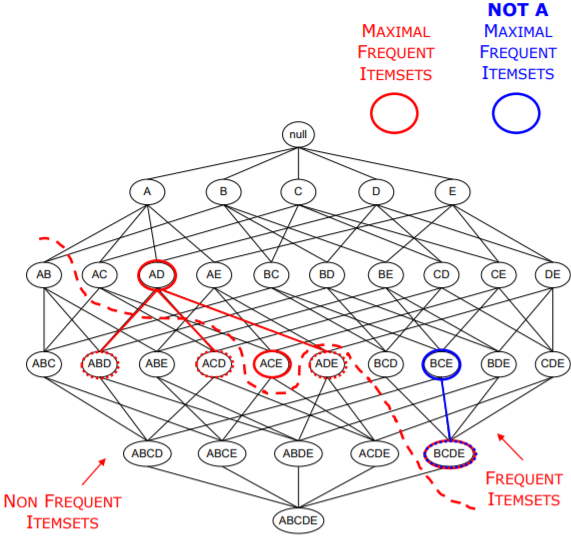 MAXIMAL
FREQUENT
ITEMSETS
NOT A
MAXIMAL
FREQUENT
ITEMSETS
null
A B C D E
AB AC AD AE BC BD BE CD CE DE
ABC ABD ABE ACD ACE ADE BCD BCE BDE CDE
ABCD ABCE ABDE ACDE BCDE
NON FREQUENT
ITEMSETS
FREQUENT
ITEMSETS
ABCDE